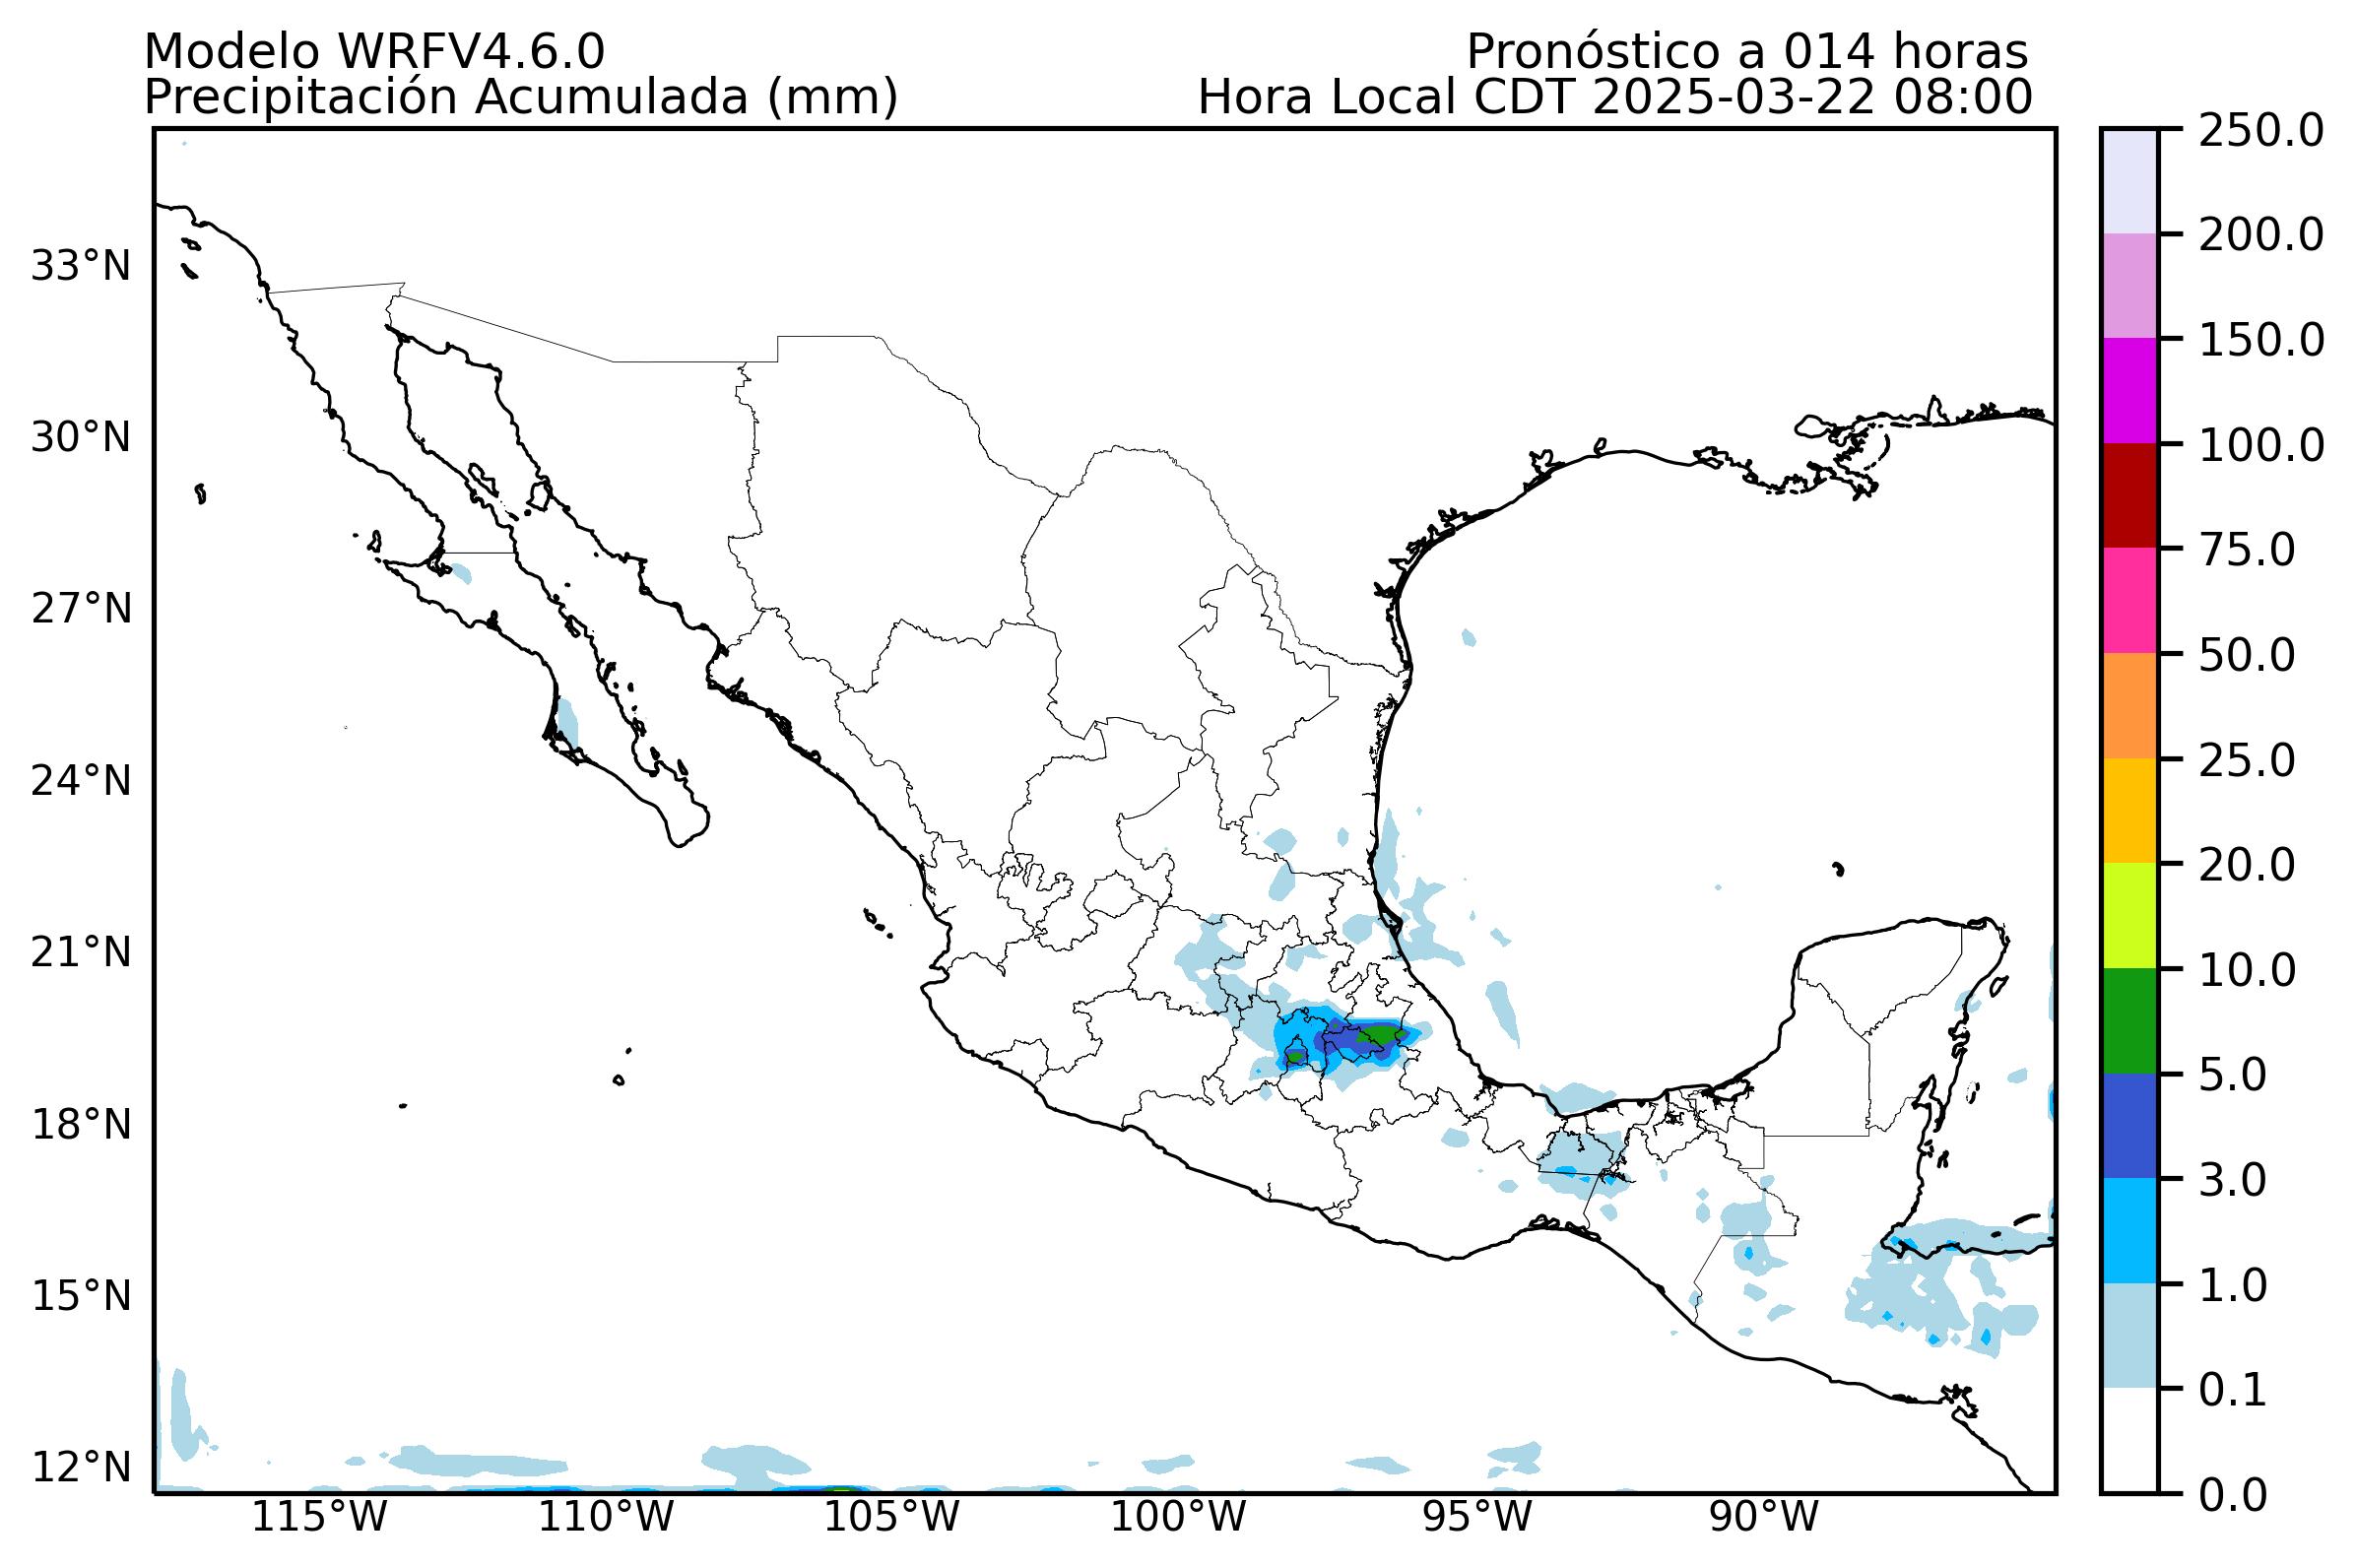 Modelo WRFV4.6.0
Pronóstico a 014 horas
Precipitación Acumulada (mm)
Hora Local CDT 2025-03-22 08:00
33°N
30°N
27°N
24°N
21°N
18°N
15°N
12°N
115°W
110°W
105°W
100°W
95°W
90°W
250.0
200.0
150.0
100.0
75.0
50.0
25.0
20.0
10.0
5.0
3.0
1.0
0.1
0.0